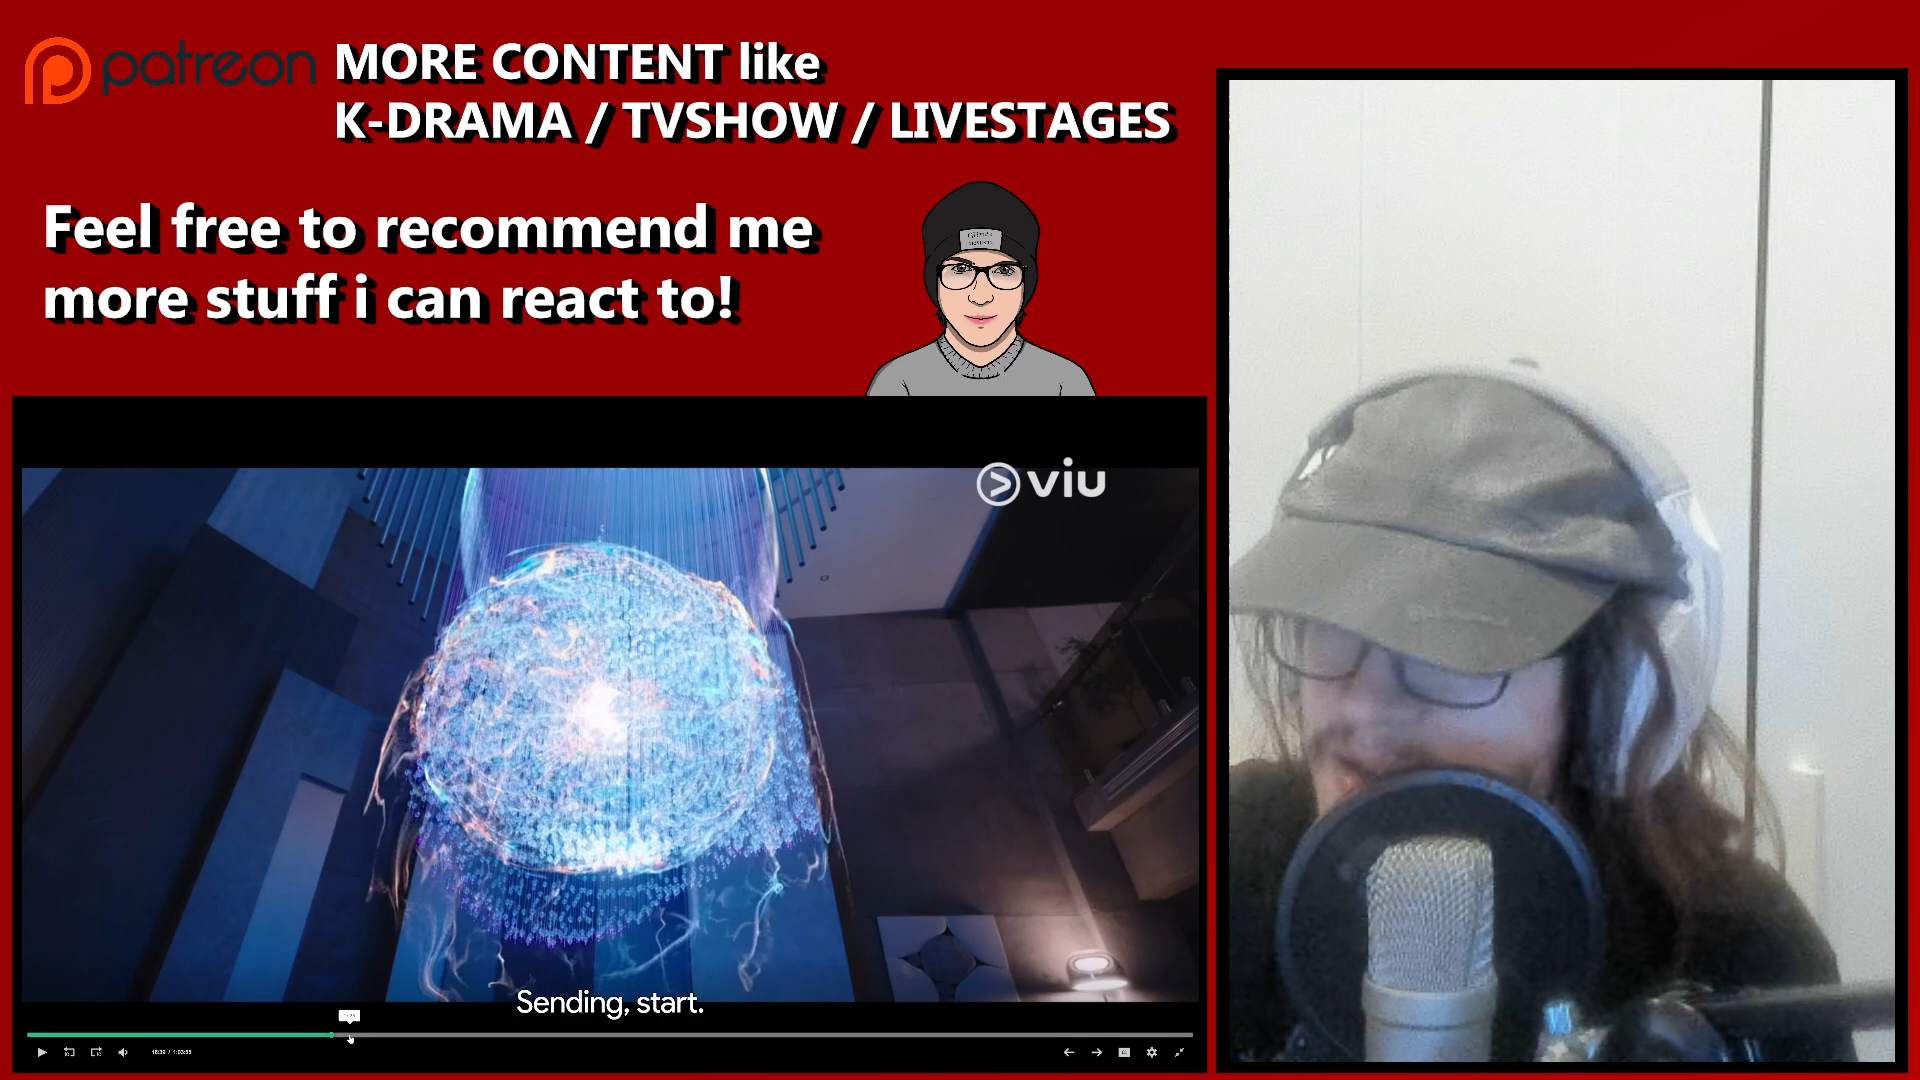 patreon
MORE CONTENT like
K-DRAMA / TVSHOW / LIVESTAGES
Feel free to recommend me
more stuff i can react to!
viu
Sending, start.